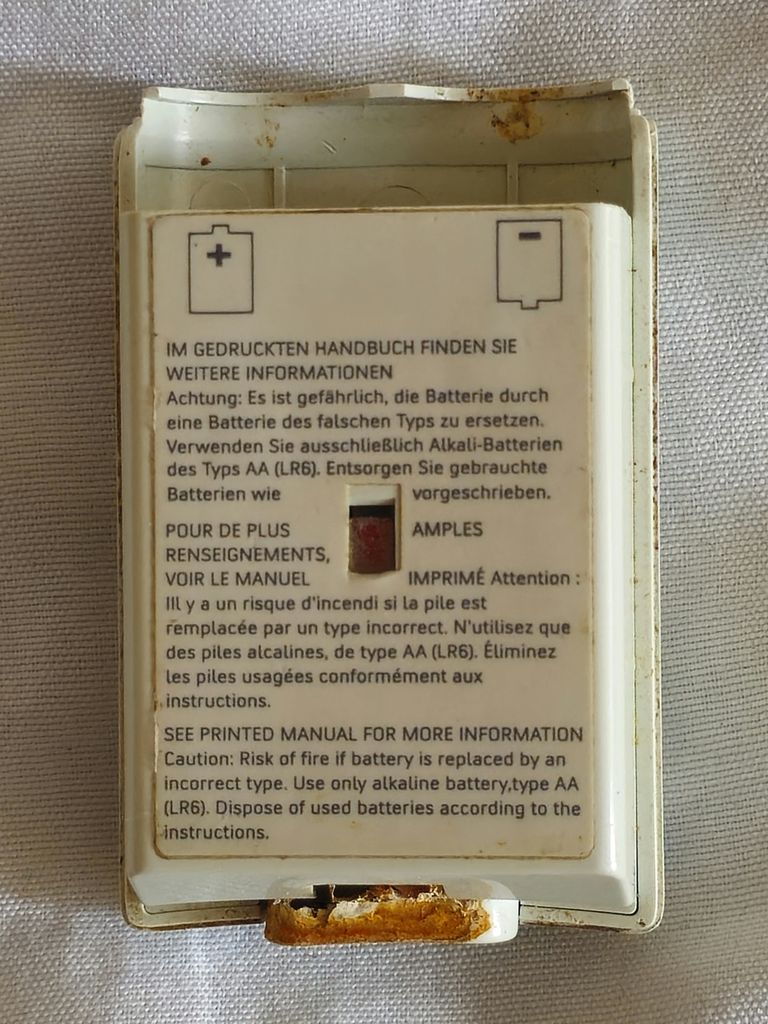 IM GEDRUCKTEN HANDBUCH FINDEN SIE
WEITERE INFORMATIONEN
Achtung: Es ist gefährlich, die Batterie durch
eine Batterie des falschen Typs zu ersetzen.
Verwenden Sie ausschließlich Alkali-Batterien
des Typs AA (LR6). Entsorgen Sie gebrauchte
Batterien wie vorgeschrieben.
POUR DE PLUS AMPLES
RENSEIGNEMENTS,
VOIR LE MANUEL IMPRIMÉ Attention :
Ill y a un risque d'incendi si la pile est
remplacée par un type incorrect. N'utilisez que
des piles alcalines, de type AA (LR6). Éliminez
les piles usagées conformément aux
instructions.
SEE PRINTED MANUAL FOR MORE INFORMATION
Caution: Risk of fire if battery is replaced by an
incorrect type. Use only alkaline battery,type AA
(LR6). Dispose of used batteries according to the
instructions.